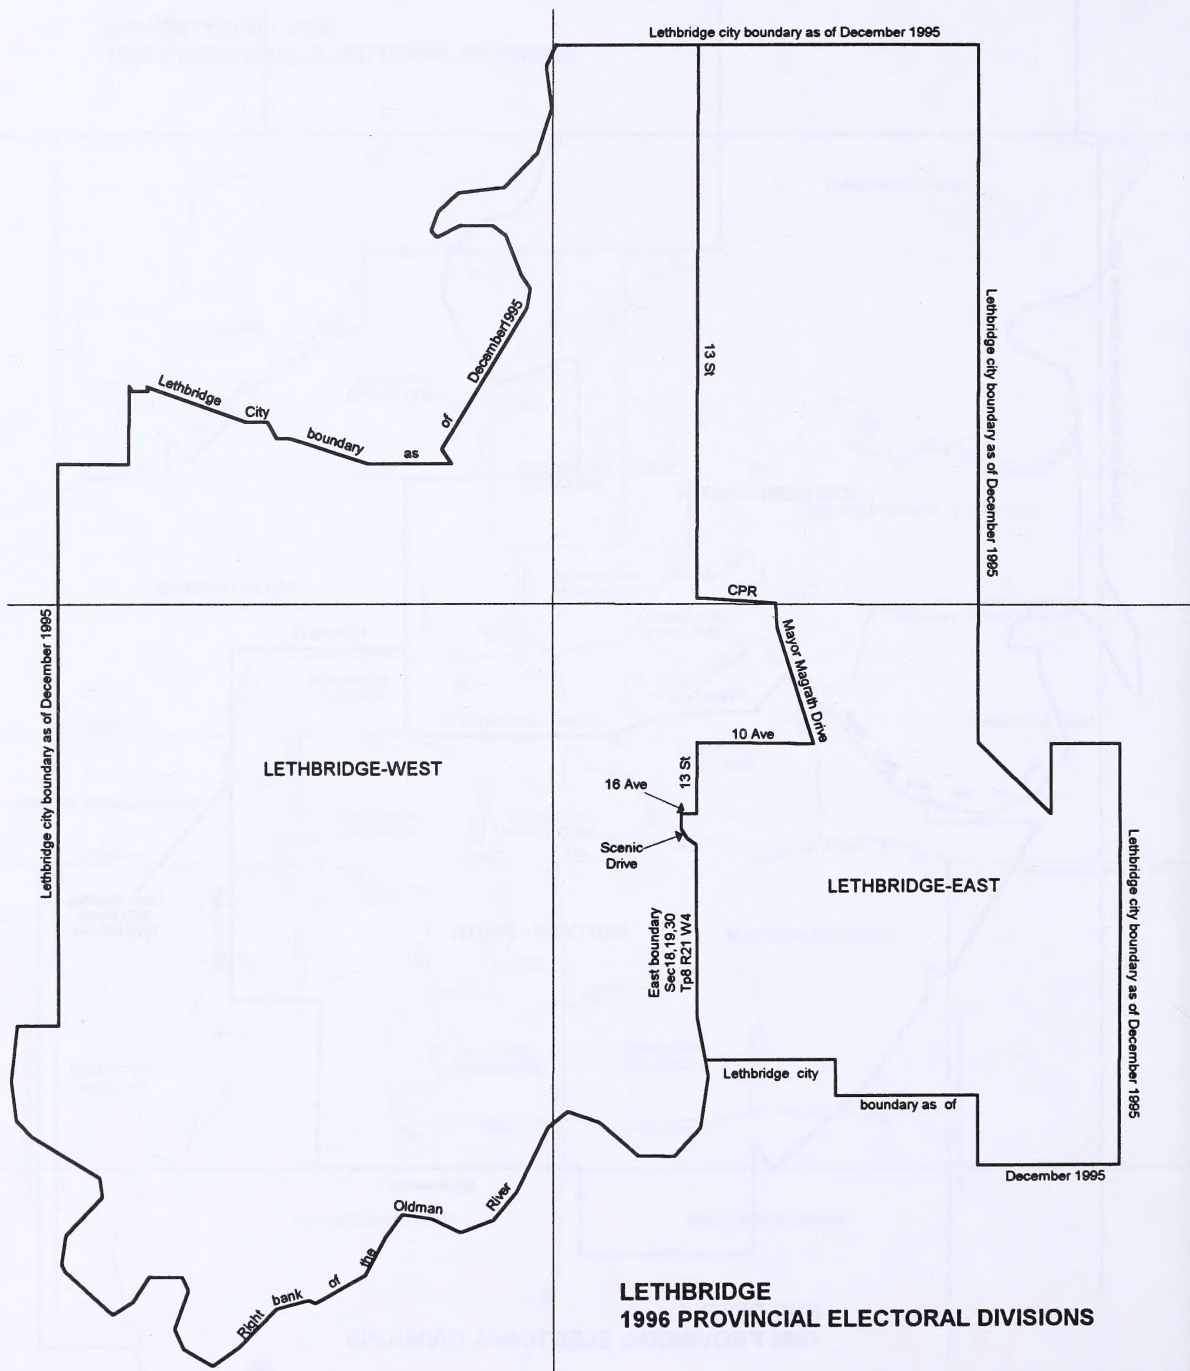 Lethbridge city boundary as of December 1995
Lethbridge City boundary as of December1995
13 St
Lethbridge city boundary as of December 1995
CPR
Mayor Magrath Drive
10 Ave
Lethbridge city boundary as of December 1995
LETHBRIDGE-WEST
13 St
16 Ave
Scenic
Drive
LETHBRIDGE-EAST
East boundary
Sec18,19,30
Tp8 R21 W4
Lethbridge city boundary as of December 1995
Lethbridge city
boundary as of
December 1995
Right bank of the Oldman River
LETHBRIDGE
1996 PROVINCIAL ELECTORAL DIVISIONS